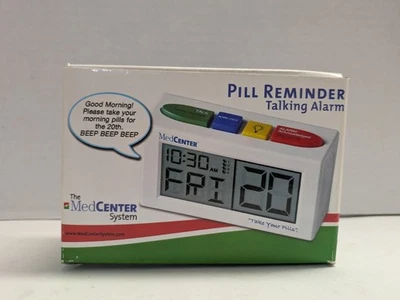 PILL REMINDER
Talking Alarm
Good Morning!
Please take your
morning pills for
the 20th.
BEEP BEEP BEEP
TALK
MedCENTER
10:30 AM
FRI 20
"Take Your Pills"
The
MedCENTER
System
www.MedCenterSystem.com